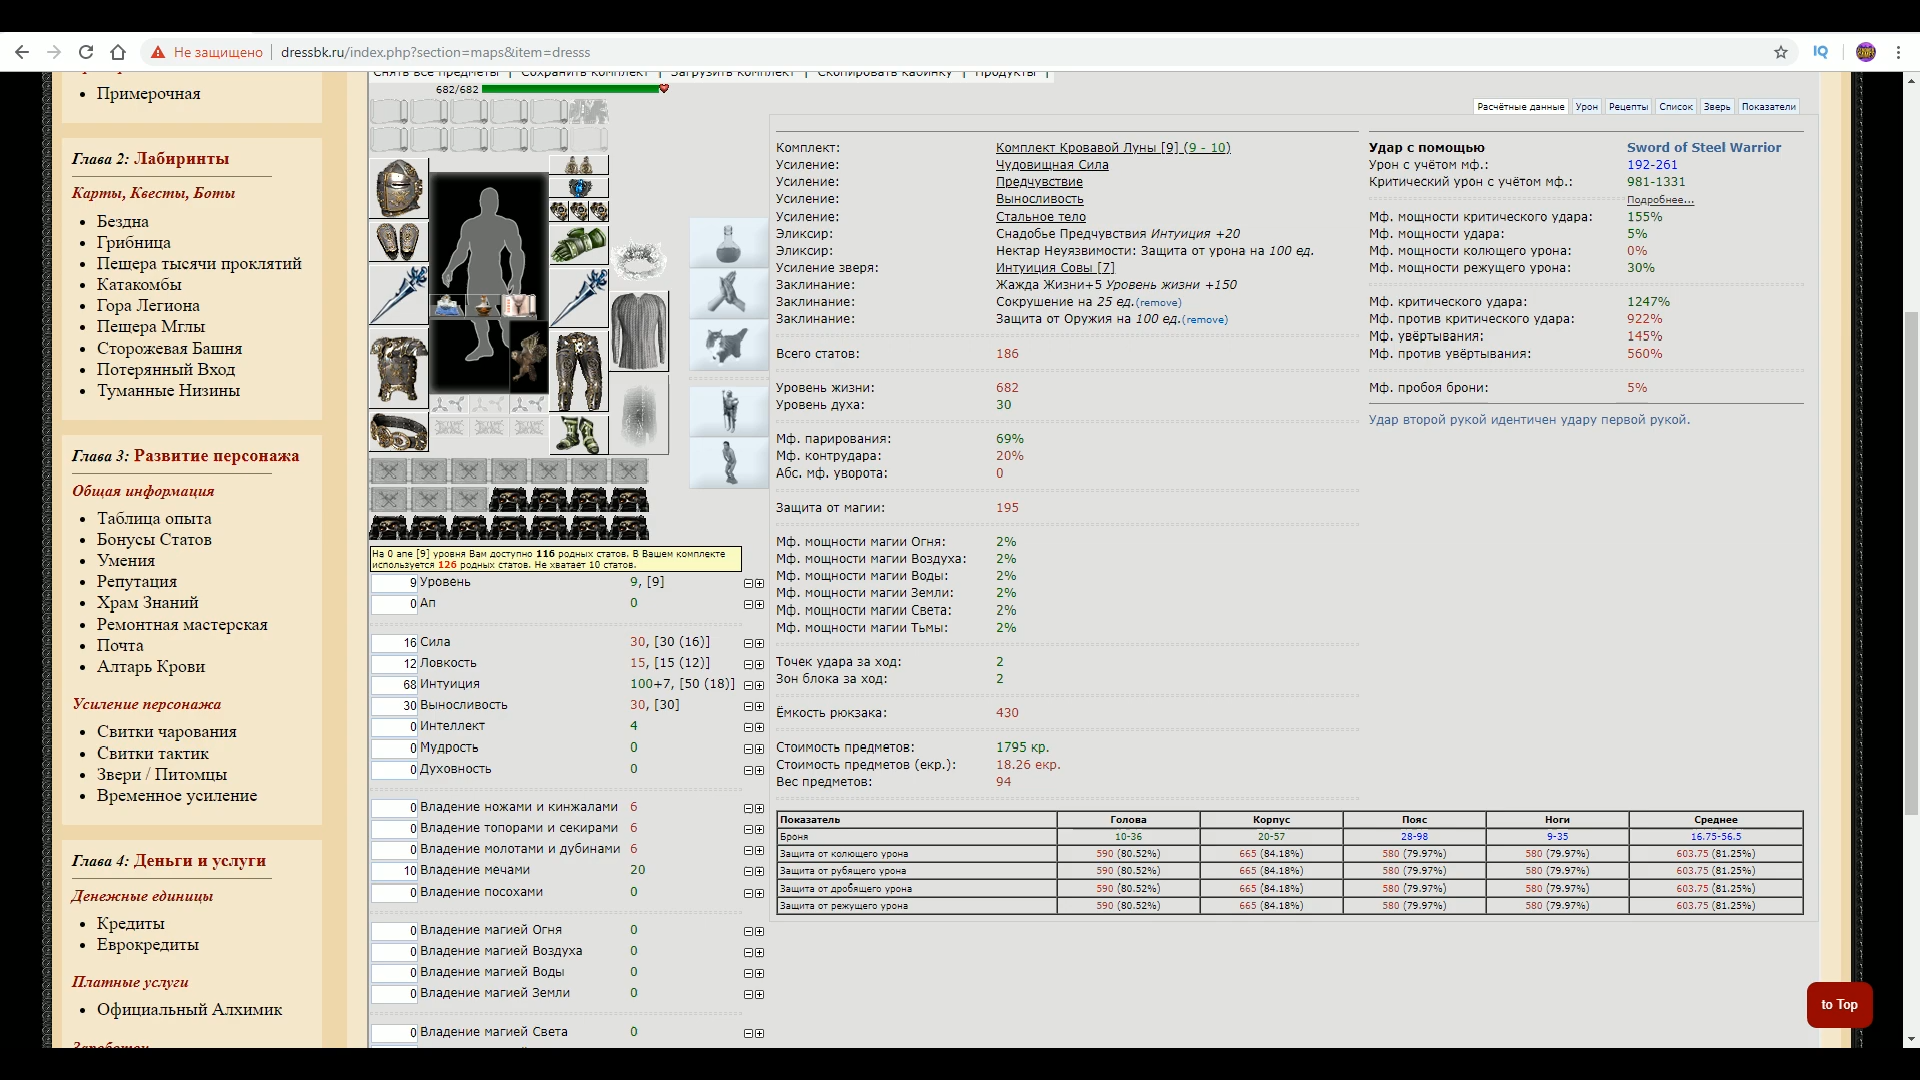 Не защищено
dressbk.ru/index.php?section=maps&item=dresss
IQ
Снять все предметы | Сохранить комплект | Загрузить комплект | Скопировать кабинку | Продукты |
682/682
Примерочная
Глава 2: Лабиринты
Карты, Квесты, Боты
Бездна
Грибница
Пещера тысячи проклятий
Катакомбы
Гора Легиона
Пещера Мглы
Сторожевая Башня
Потерянный Вход
Туманные Низины
Глава 3: Развитие персонажа
Общая информация
Таблица опыта
Бонусы Статов
Умения
Репутация
Храм Знаний
Ремонтная мастерская
Почта
Алтарь Крови
Усиление персонажа
Свитки чарования
Свитки тактик
Звери / Питомцы
Временное усиление
Глава 4: Деньги и услуги
Денежные единицы
Кредиты
Еврокредиты
Платные услуги
Официальный Алхимик
На 0 апе [9] уровня Вам доступно 116 родных статов. В Вашем комплекте
используется 126 родных статов. Не хватает 10 статов.
9 Уровень 9, [9]
0 Ап 0
16 Сила 30, [30 (16)]
12 Ловкость 15, [15 (12)]
68 Интуиция 100+7, [50 (18)]
30 Выносливость 30, [30]
0 Интеллект 4
0 Мудрость 0
0 Духовность 0
0 Владение ножами и кинжалами 6
0 Владение топорами и секирами 6
0 Владение молотами и дубинами 6
10 Владение мечами 20
0 Владение посохами 0
0 Владение магией Огня 0
0 Владение магией Воздуха 0
0 Владение магией Воды 0
0 Владение магией Земли 0
0 Владение магией Света 0
Расчётные данные Урон Рецепты Список Зверь Показатели
Комплект: Комплект Кровавой Луны [9] (9 - 10)
Усиление: Чудовищная Сила
Усиление: Предчувствие
Усиление: Выносливость
Усиление: Стальное тело
Эликсир: Снадобье Предчувствия Интуиция +20
Эликсир: Нектар Неуязвимости: Защита от урона на 100 ед.
Усиление зверя: Интуиция Совы [7]
Заклинание: Жажда Жизни+5 Уровень жизни +150
Заклинание: Сокрушение на 25 ед.(remove)
Заклинание: Защита от Оружия на 100 ед.(remove)
Всего статов: 186
Уровень жизни: 682
Уровень духа: 30
Мф. парирования: 69%
Мф. контрудара: 20%
Абс. мф. уворота: 0
Защита от магии: 195
Мф. мощности магии Огня: 2%
Мф. мощности магии Воздуха: 2%
Мф. мощности магии Воды: 2%
Мф. мощности магии Земли: 2%
Мф. мощности магии Света: 2%
Мф. мощности магии Тьмы: 2%
Точек удара за ход: 2
Зон блока за ход: 2
Ёмкость рюкзака: 430
Стоимость предметов: 1795 кр.
Стоимость предметов (екр.): 18.26 екр.
Вес предметов: 94
Удар с помощью Sword of Steel Warrior
Урон с учётом мф.: 192-261
Критический урон с учётом мф.: 981-1331
Подробнее...
Мф. мощности критического удара: 155%
Мф. мощности удара: 5%
Мф. мощности колющего урона: 0%
Мф. мощности режущего урона: 30%
Мф. критического удара: 1247%
Мф. против критического удара: 922%
Мф. увёртывания: 145%
Мф. против увёртывания: 560%
Мф. пробоя брони: 5%
Удар второй рукой идентичен удару первой рукой.
Показатель Голова Корпус Пояс Ноги Среднее
Броня 10-36 20-57 28-98 9-35 16.75-56.5
Защита от колющего урона 590 (80.52%) 665 (84.18%) 580 (79.97%) 580 (79.97%) 603.75 (81.25%)
Защита от рубящего урона 590 (80.52%) 665 (84.18%) 580 (79.97%) 580 (79.97%) 603.75 (81.25%)
Защита от дробящего урона 590 (80.52%) 665 (84.18%) 580 (79.97%) 580 (79.97%) 603.75 (81.25%)
Защита от режущего урона 590 (80.52%) 665 (84.18%) 580 (79.97%) 580 (79.97%) 603.75 (81.25%)
to Top